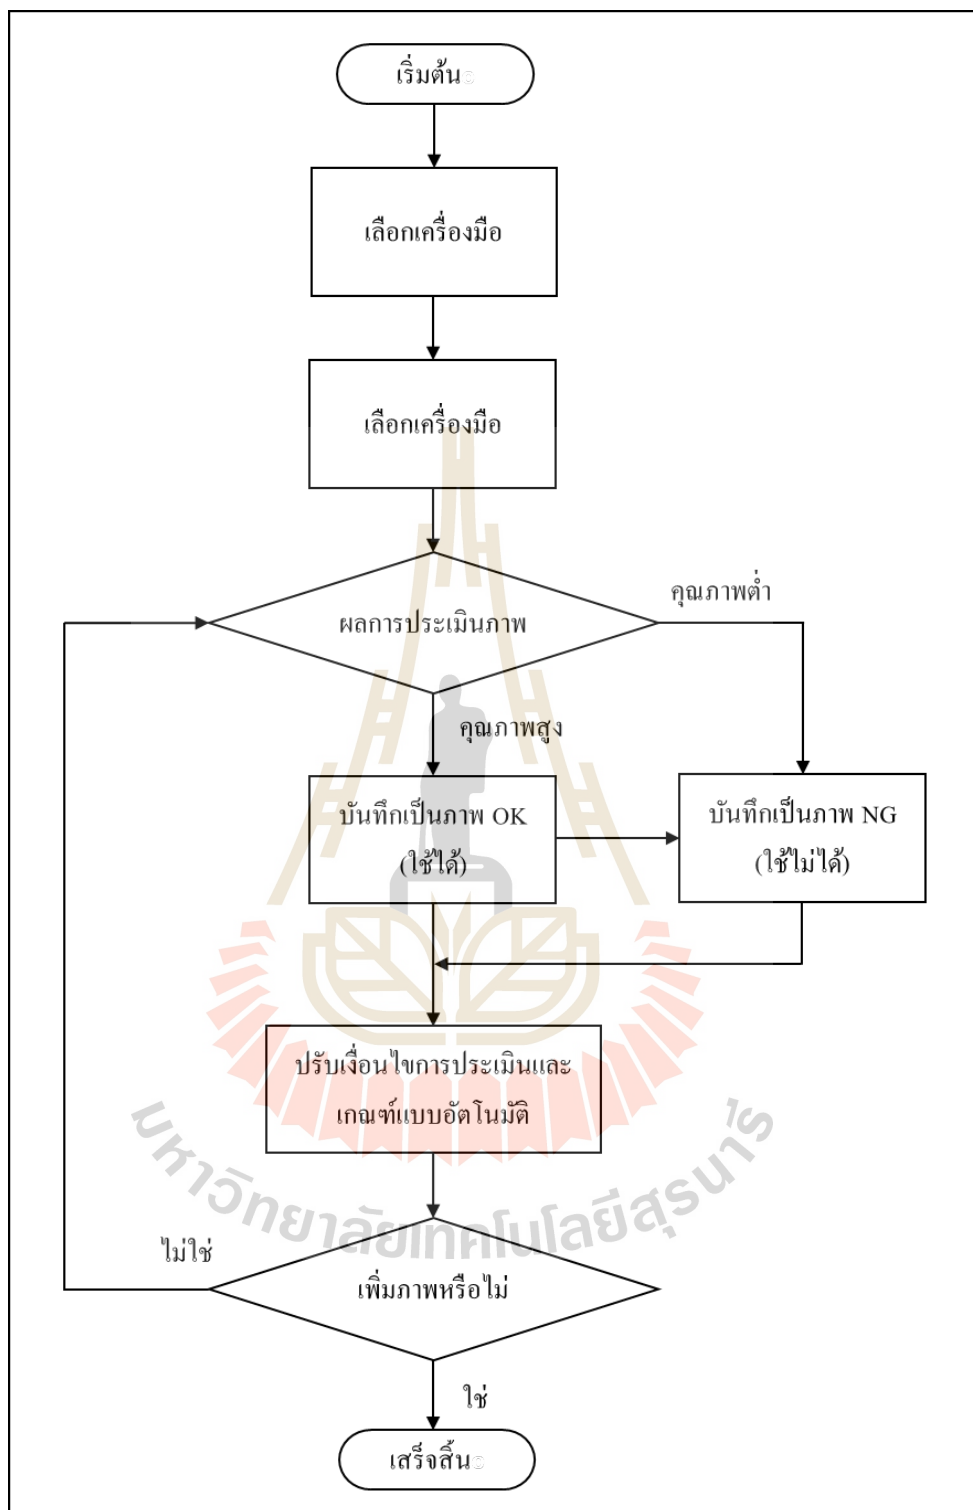 เริ่มต้น
เลือกเครื่องมือ
เลือกเครื่องมือ
ผลการประเมินภาพ
คุณภาพต่ำ
คุณภาพสูง
บันทึกเป็นภาพ OK
(ใช้ได้)
บันทึกเป็นภาพ NG
(ใช้ไม่ได้)
ปรับเงื่อนไขการประเมินและ
เกณฑ์แบบอัตโนมัติ
มหาวิทยาลัยเทคโนโลยีสุรนารี
ไม่ใช่
เพิ่มภาพหรือไม่
ใช่
เสร็จสิ้น